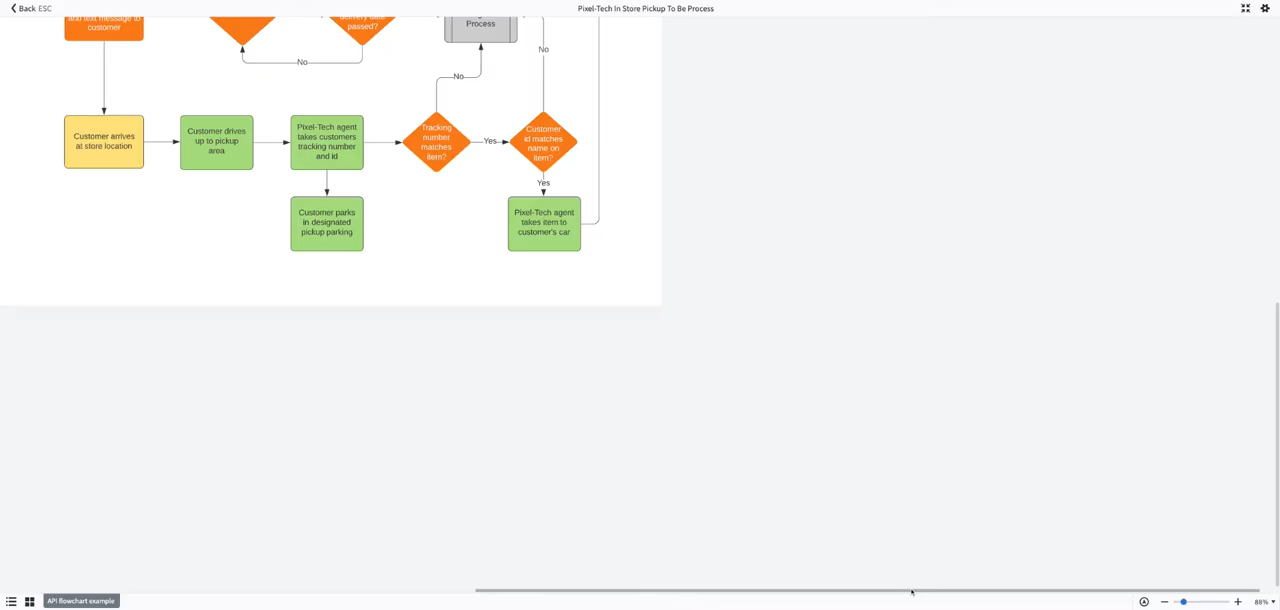 Back ESC
Pixel-Tech In Store Pickup To Be Process
and text message to
customer
delivery date
passed?
Process
No
No
No
Customer arrives
at store location
Customer drives
up to pickup
area
Pixel-Tech agent
takes customers
tracking number
and id
Tracking
number
matches
item?
Yes
Customer
id matches
name on
item?
Yes
Customer parks
in designated
pickup parking
Pixel-Tech agent
takes item to
customer's car
API flowchart example
88%